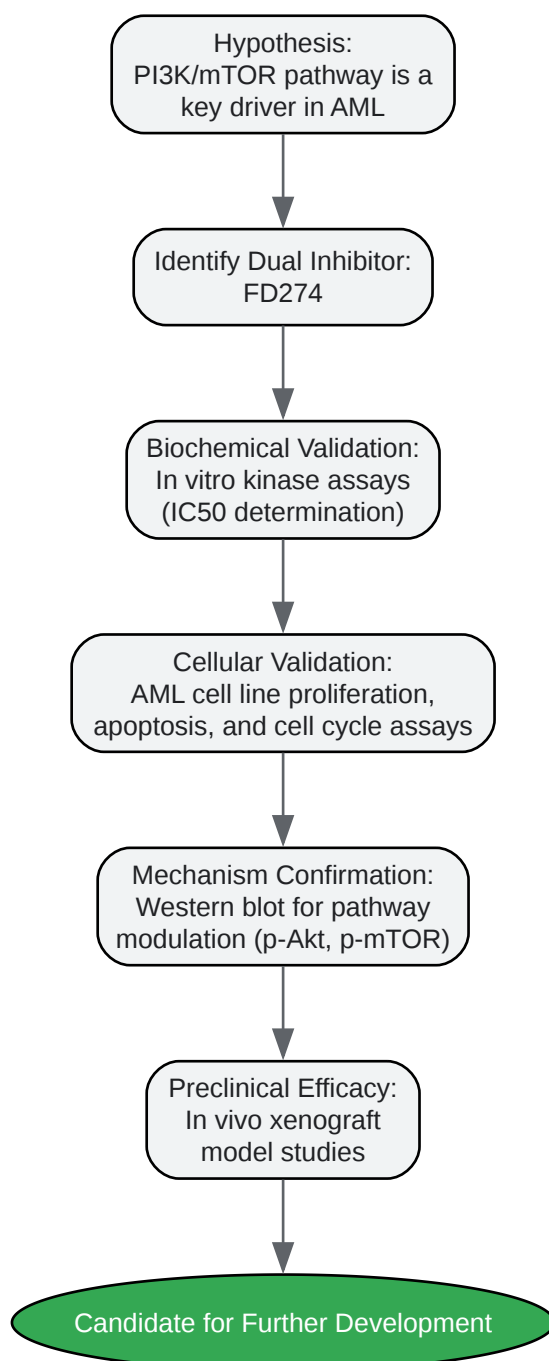 Hypothesis:
PI3K/mTOR pathway is a
key driver in AML
Identify Dual Inhibitor:
FD274
Biochemical Validation:
In vitro kinase assays
(IC50 determination)
Cellular Validation:
AML cell line proliferation,
apoptosis, and cell cycle assays
Mechanism Confirmation:
Western blot for pathway
modulation (p-Akt, p-mTOR)
Preclinical Efficacy:
In vivo xenograft
model studies
Candidate for Further Development